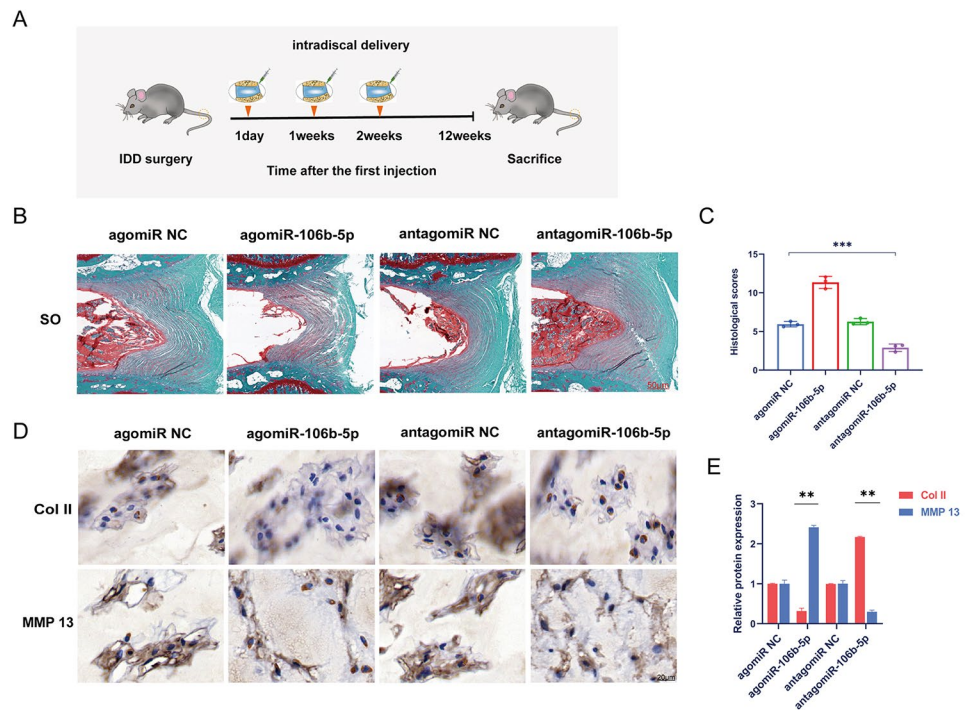 A
intradiscal delivery
1day 1weeks 2weeks 12weeks
IDD surgery
Time after the first injection
Sacrifice
B
agomiR NC agomiR-106b-5p antagomiR NC antagomiR-106b-5p
SO
50μm
C
***
Histological scores
15
10
5
0
agomiR NC
agomiR-106b-5p
antagomiR NC
antagomiR-106b-5p
D
agomiR NC agomiR-106b-5p antagomiR NC antagomiR-106b-5p
Col II
MMP 13
20μm
E
Col II
MMP 13
** **
Relative protein expression
3
2
1
0
agomiR NC
agomiR-106b-5p
antagomiR NC
antagomiR-106b-5p